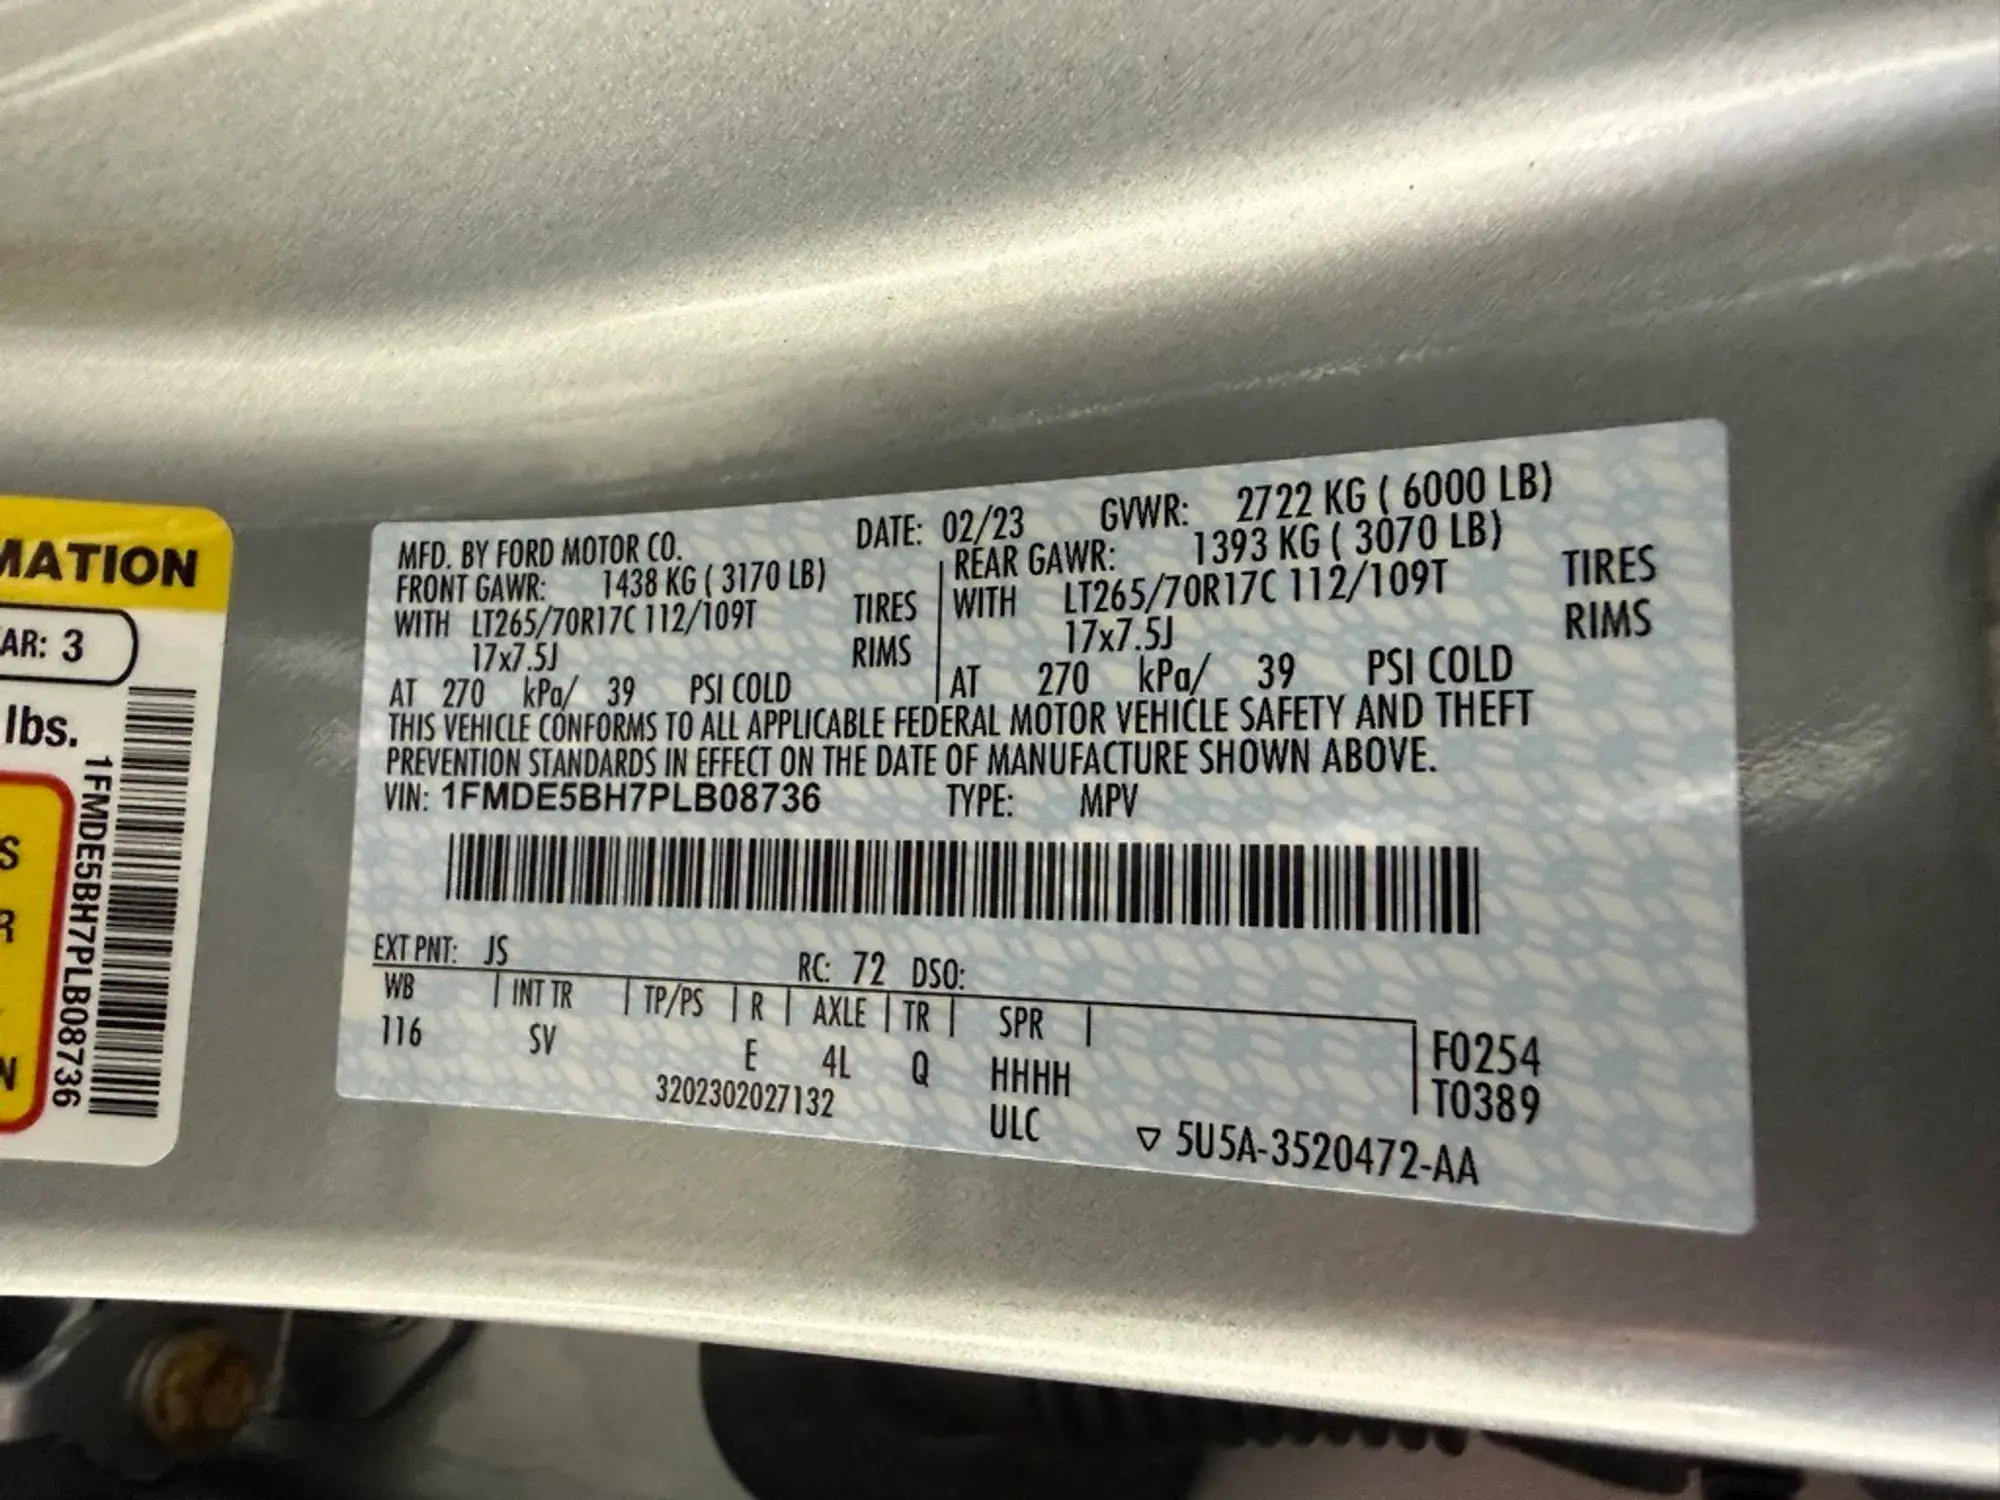 MATION
AR: 3
lbs.
1FMDE5BH7PLB08736
S
R
N
MFD. BY FORD MOTOR CO. DATE: 02/23 GVWR: 2722 KG ( 6000 LB)
FRONT GAWR: 1438 KG ( 3170 LB) REAR GAWR: 1393 KG ( 3070 LB)
WITH LT265/70R17C 112/109T TIRES WITH LT265/70R17C 112/109T TIRES
17x7.5J RIMS 17x7.5J RIMS
AT 270 kPa/ 39 PSI COLD AT 270 kPa/ 39 PSI COLD
THIS VEHICLE CONFORMS TO ALL APPLICABLE FEDERAL MOTOR VEHICLE SAFETY AND THEFT
PREVENTION STANDARDS IN EFFECT ON THE DATE OF MANUFACTURE SHOWN ABOVE.
VIN: 1FMDE5BH7PLB08736 TYPE: MPV
EXT PNT: JS RC: 72 DSO:
WB INT TR TP/PS R AXLE TR SPR
116 SV E 4L Q HHHH F0254
3202302027132 ULC T0389
▽ 5U5A-3520472-AA